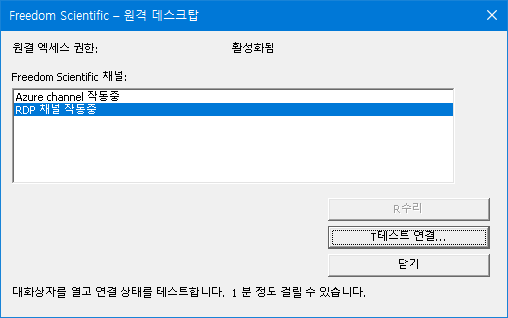 Freedom Scientific – 원격 데스크탑
원결 엑세스 권한: 활성화됨
Freedom Scientific 채널:
Azure channel 작동중
RDP 채널 작동중
R수리
T테스트 연결...
닫기
대화상자를 열고 연결 상태를 테스트합니다. 1 분 정도 걸릴 수 있습니다.